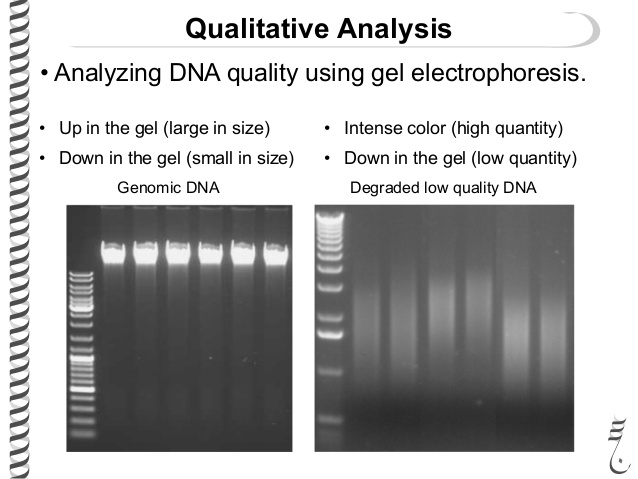 Qualitative Analysis
• Analyzing DNA quality using gel electrophoresis.
• Up in the gel (large in size)
• Down in the gel (small in size)
• Intense color (high quantity)
• Down in the gel (low quantity)
Genomic DNA
Degraded low quality DNA